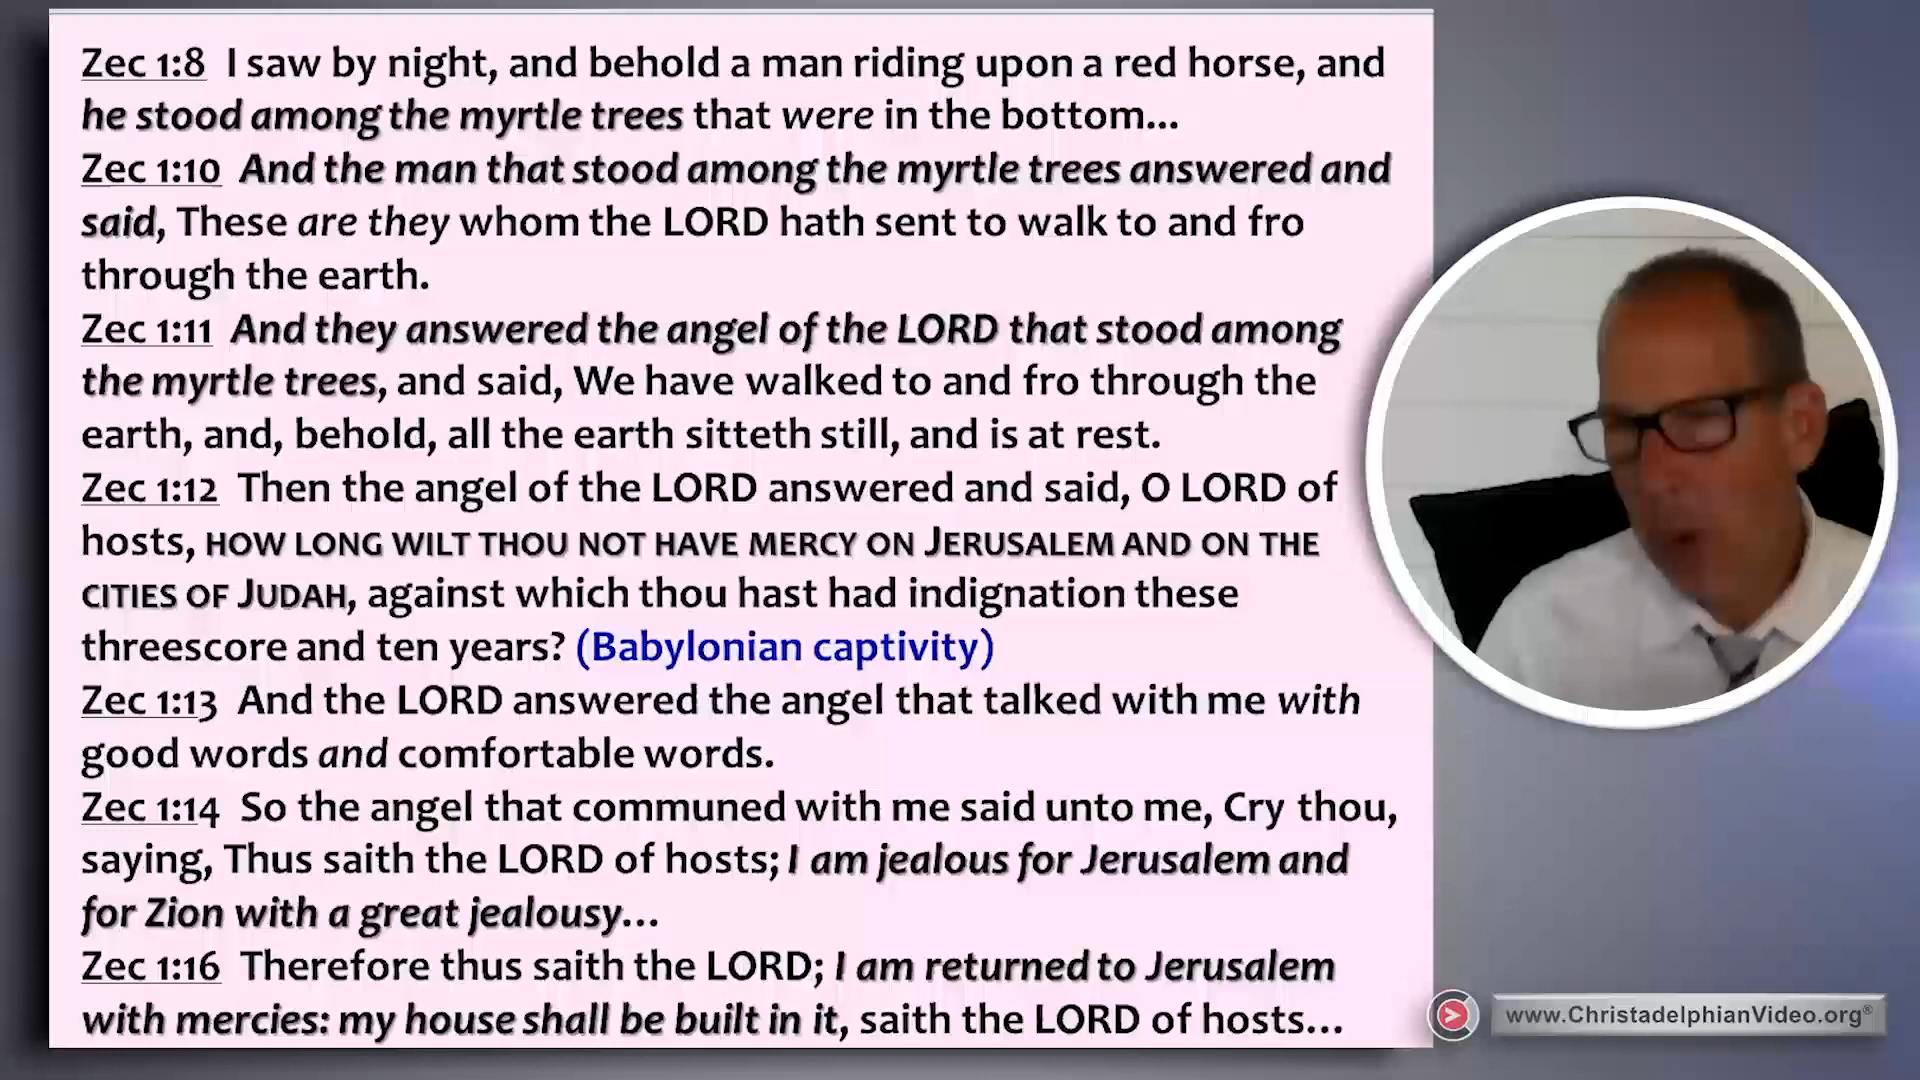 Zec 1:8 I saw by night, and behold a man riding upon a red horse, and
he stood among the myrtle trees that were in the bottom...
Zec 1:10 And the man that stood among the myrtle trees answered and
said, These are they whom the LORD hath sent to walk to and fro
through the earth.
Zec 1:11 And they answered the angel of the LORD that stood among
the myrtle trees, and said, We have walked to and fro through the
earth, and, behold, all the earth sitteth still, and is at rest.
Zec 1:12 Then the angel of the LORD answered and said, O LORD of
hosts, HOW LONG WILT THOU NOT HAVE MERCY ON JERUSALEM AND ON THE
CITIES OF JUDAH, against which thou hast had indignation these
threescore and ten years? (Babylonian captivity)
Zec 1:13 And the LORD answered the angel that talked with me with
good words and comfortable words.
Zec 1:14 So the angel that communed with me said unto me, Cry thou,
saying, Thus saith the LORD of hosts; I am jealous for Jerusalem and
for Zion with a great jealousy...
Zec 1:16 Therefore thus saith the LORD; I am returned to Jerusalem
with mercies: my house shall be built in it, saith the LORD of hosts...
www.ChristadelphianVideo.org®